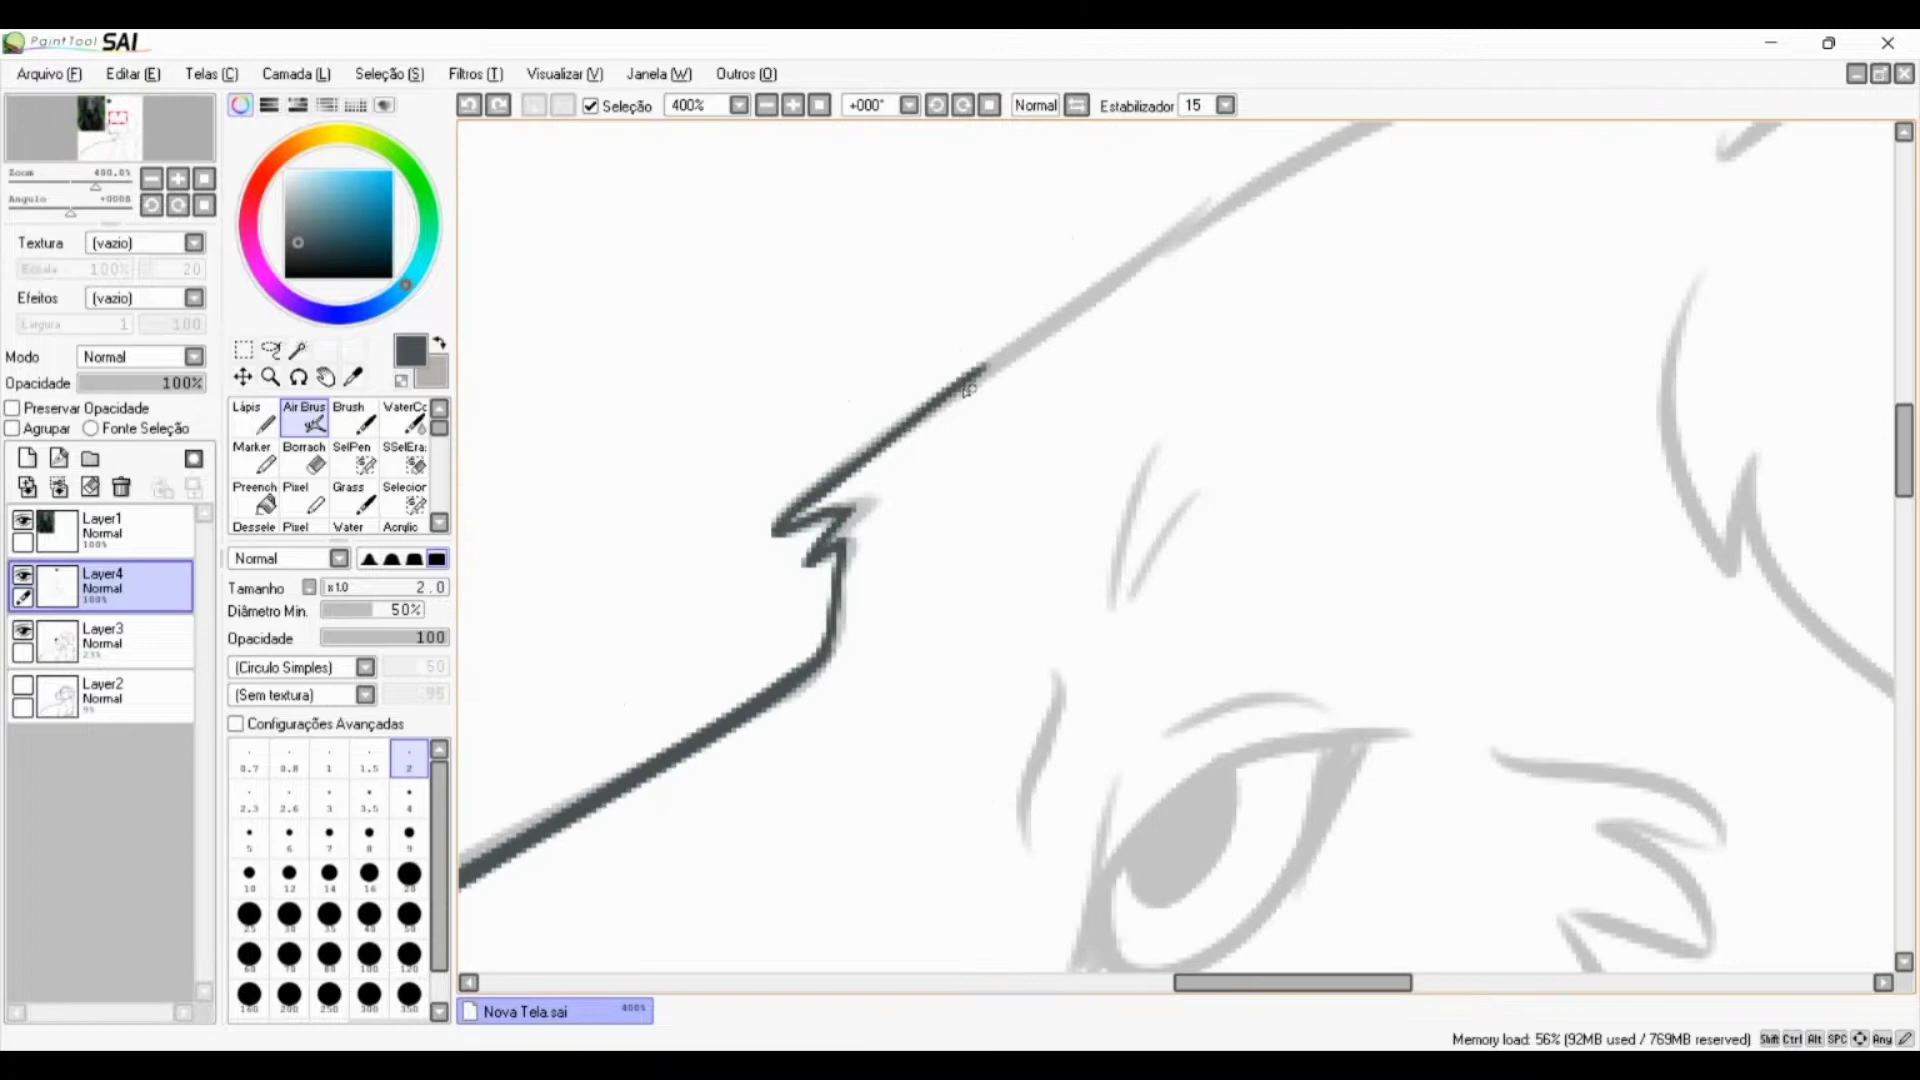 PaintTool SAI
Arquivo (F) Editar (E) Telas (C) Camada (L) Seleção (S) Filtros (T) Visualizar (V) Janela (W) Outros (O)
Seleção 400% +000° Normal Estabilizador 15
Zoom 400.0%
Angulo +000°
Textura (vazio)
Escala 100% 20
Efeitos (vazio)
Largura 1 100
Modo Normal
Opacidade 100%
Preservar Opacidade
Agrupar Fonte Seleção
Layer1
Normal
100%
Layer4
Normal
100%
Layer3
Normal
23%
Layer2
Normal
9%
Lápis Air Brus Brush WaterCo
Marker Borrach SelPen SSelEra:
Preench Pixel Grass Selecior
Dessele Pixel Water Acrylic
Normal
Tamanho x1.0 2.0
Diâmetro Min. 50%
Opacidade 100
(Circulo Simples) 50
(Sem textura) 95
Configurações Avançadas
0.7 0.8 1 1.5 2
2.3 2.6 3 3.5 4
5 6 7 8 9
10 12 14 16 20
25 30 35 40 50
60 70 80 100 120
160 200 250 300 350
Nova Tela.sai 400%
Memory load: 56% (92MB used / 769MB reserved) Shift Ctrl Alt SPC Any